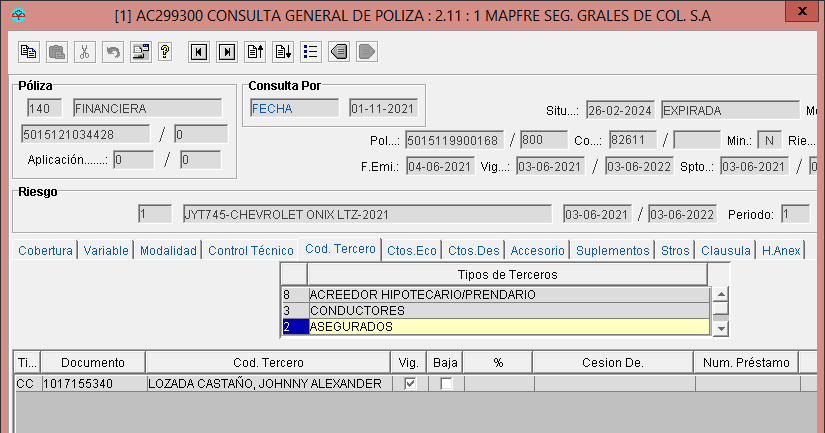 [1] AC299300 CONSULTA GENERAL DE POLIZA : 2.11 : 1 MAPFRE SEG. GRALES DE COL. S.A
Póliza
140 FINANCIERA
5015121034428 / 0
Aplicación.......: 0 / 0
Consulta Por
FECHA 01-11-2021
Situ...: 26-02-2024 EXPIRADA
Pol...: 5015119900168 / 800 Co...: 82611 / Min.: N Rie...
F.Emi.: 04-06-2021 Vig...: 03-06-2021 / 03-06-2022 Spto..: 03-06-2021 /
Riesgo
1 JYT745-CHEVROLET ONIX LTZ-2021 03-06-2021 / 03-06-2022 Periodo: 1
Cobertura Variable Modalidad Control Técnico Cod. Tercero Ctos.Eco Ctos.Des Accesorio Suplementos Stros Clausula H.Anex
Tipos de Terceros
8 ACREEDOR HIPOTECARIO/PRENDARIO
3 CONDUCTORES
2 ASEGURADOS
Ti... Documento Cod. Tercero Vig. Baja % Cesion De. Num. Préstamo
CC 1017155340 LOZADA CASTAÑO, JOHNNY ALEXANDER